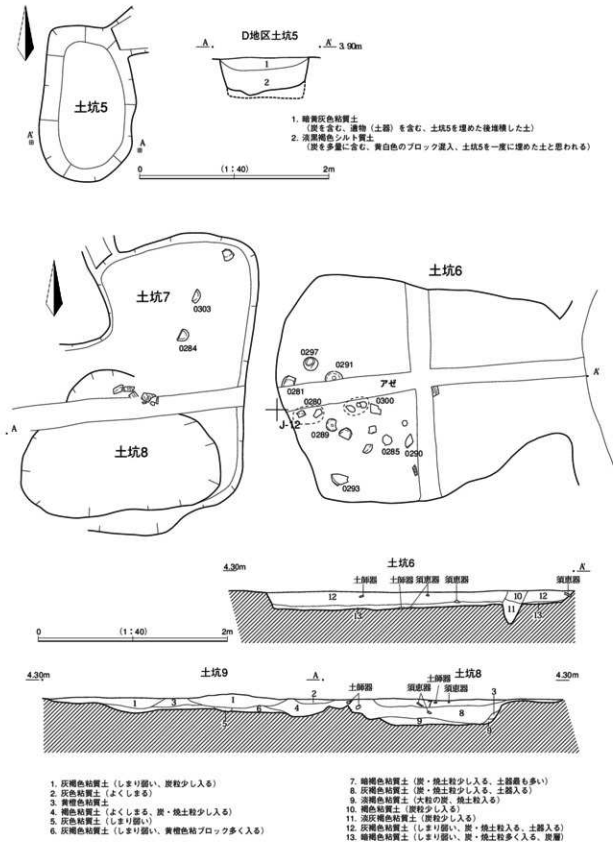 D地区土坑5
A
A'
3.90m
1
2
土坑5
A'
A
1. 暗黄灰色粘質土
(炭を含む、遺物(土器)を含む、土坑5を埋めた後堆積した土)
2. 淡黒褐色シルト質土
(炭を多量に含む、黄白色のブロック混入、土坑5を一度に埋めた土と思われる)
0
(1:40)
2m
土坑7
0303
0284
土坑8
A
土坑6
0297
0291
0281
アゼ
0280
0300
J-12
0289
0285
0290
0293
A'
土坑6
4.30m
A'
土師器
土師器
須恵器
須恵器
須恵器
12
10
12
11
13
13
0
(1:40)
2m
土坑9
A
土坑8
4.30m
4.30m
土師器
須恵器
土師器
須恵器
1
3
1
2
7
3
5
6
4
8
9
9
1. 灰褐色粘質土(しまり弱い、炭粒少し入る)
2. 灰色粘質土(よくしまる)
3. 黄橙色粘質土
4. 褐色粘質土(よくしまる、炭・焼土粒少し入る)
5. 灰色粘質土(しまり弱い)
6. 灰褐色粘質土(しまり弱い、黄橙色粘ブロック多く入る)
7. 暗褐色粘質土(炭・焼土粒少し入る、土器最も多い)
8. 灰褐色粘質土(炭・焼土粒少し入る、土器入る)
9. 淡褐色粘質土(大粒の炭、焼土粒入る)
10. 褐色粘質土(炭粒少し入る)
11. 淡灰褐色粘質土(炭粒少し入る)
12. 灰褐色粘質土(しまり弱い、炭・焼土粒入る、土器入る)
13. 暗褐色粘質土(しまり弱い、炭・焼土粒多く入る、炭層)